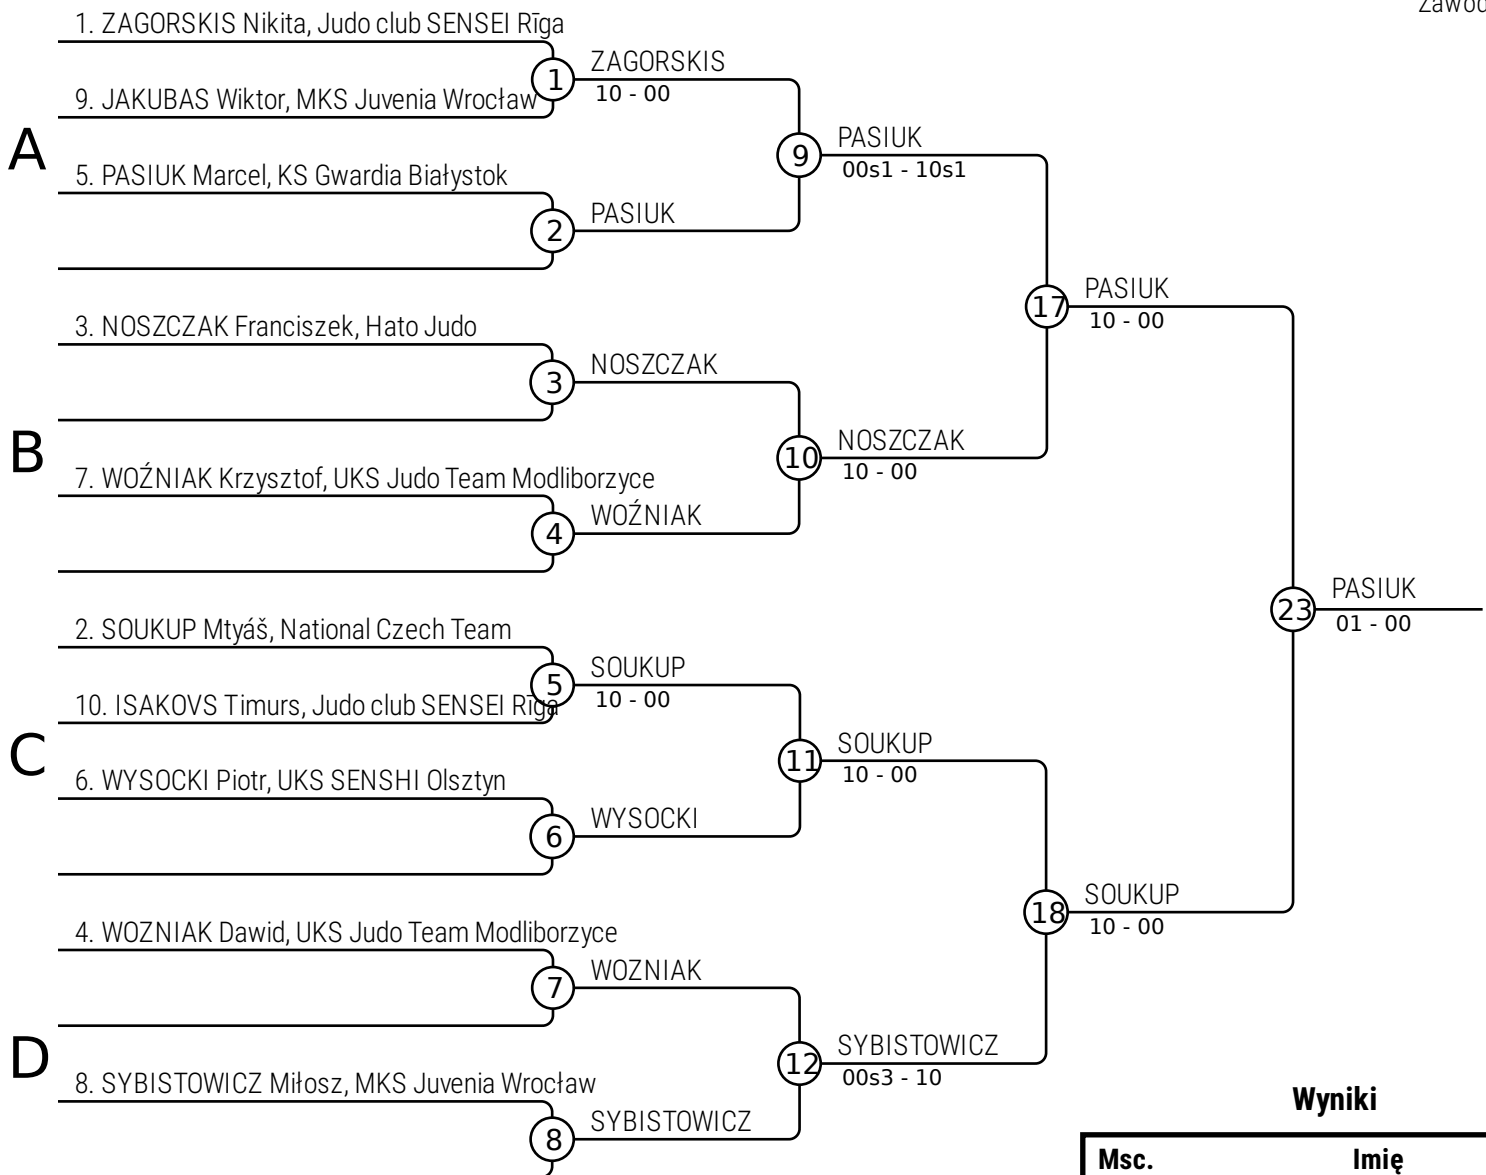 Zawod
1. ZAGORSKIS Nikita, Judo club SENSEI Rīga
1
ZAGORSKIS
10 - 00
9. JAKUBAS Wiktor, MKS Juvenia Wrocław
A
9
PASIUK
00s1 - 10s1
5. PASIUK Marcel, KS Gwardia Białystok
2
PASIUK
17
PASIUK
10 - 00
3. NOSZCZAK Franciszek, Hato Judo
3
NOSZCZAK
B
10
NOSZCZAK
10 - 00
7. WOŹNIAK Krzysztof, UKS Judo Team Modliborzyce
4
WOŹNIAK
23
PASIUK
01 - 00
2. SOUKUP Mtyáš, National Czech Team
5
SOUKUP
10 - 00
10. ISAKOVS Timurs, Judo club SENSEI Rīga
C
11
SOUKUP
10 - 00
6. WYSOCKI Piotr, UKS SENSHI Olsztyn
6
WYSOCKI
18
SOUKUP
10 - 00
4. WOZNIAK Dawid, UKS Judo Team Modliborzyce
7
WOZNIAK
D
12
SYBISTOWICZ
00s3 - 10
8. SYBISTOWICZ Miłosz, MKS Juvenia Wrocław
8
SYBISTOWICZ
Wyniki
Msc. Imię